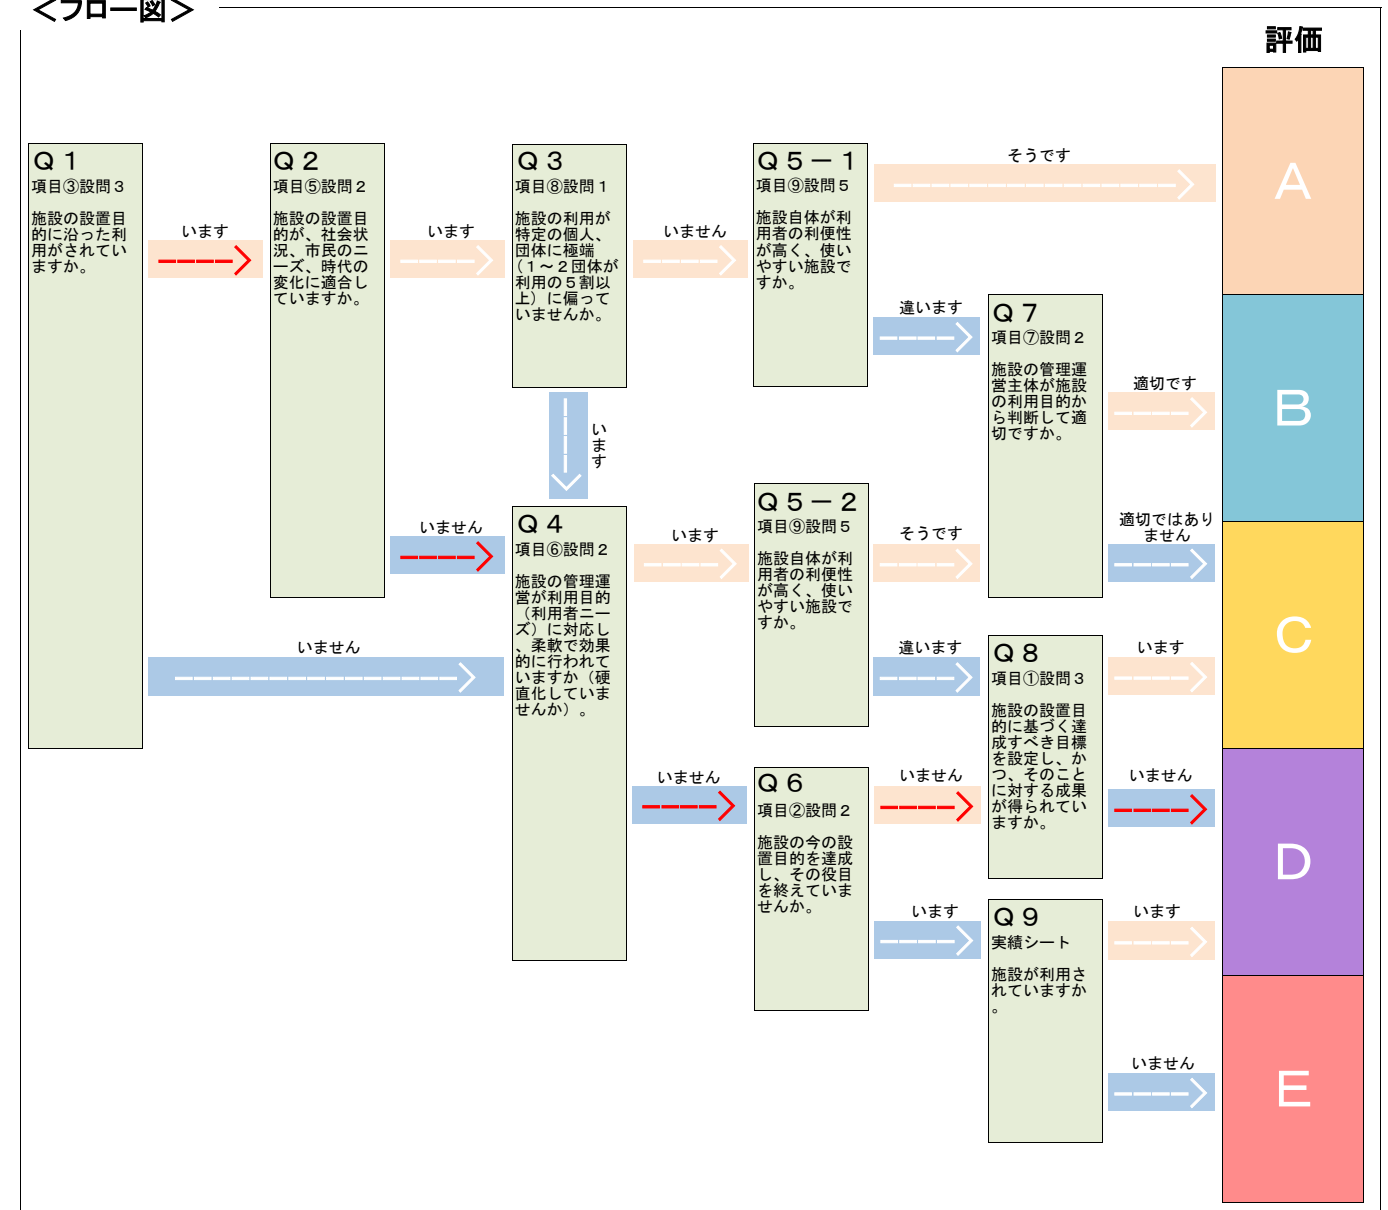 ＜フロー図＞
評価
Ｑ１
項目③設問３
施設の設置目
的に沿った利
用がされてい
ますか。
います
いません
Ｑ２
項目⑤設問２
施設の設置目
的が、社会状
況、市民のニ
ーズ、時代の
変化に適合し
ていますか。
います
いません
Ｑ３
項目⑧設問１
施設の利用が
特定の個人、
団体に極端
（１～２団体が
利用の５割以
上）に偏って
いませんか。
いません
います
Ｑ４
項目⑥設問２
施設の管理運
営が利用目的
（利用者ニー
ズ）に対応し
、柔軟で効果
的に行われて
いますか（硬
直化していま
せんか）。
います
いません
Ｑ５－１
項目⑨設問５
施設自体が利
用者の利便性
が高く、使い
やすい施設で
すか。
そうです
違います
Ｑ５－２
項目⑨設問５
施設自体が利
用者の利便性
が高く、使い
やすい施設で
すか。
そうです
違います
Ｑ６
項目②設問２
施設の今の設
置目的を達成
し、その役目
を終えていま
せんか。
いません
います
Ｑ７
項目⑦設問２
施設の管理運
営主体が施設
の利用目的か
ら判断して適
切ですか。
適切です
適切ではあり
ません
Ｑ８
項目①設問３
施設の設置目
的に基づく達
成すべき目標
を設定し、か
つ、そのこと
に対する成果
が得られてい
ますか。
います
いません
Ｑ９
実績シート
施設が利用さ
れていますか
。
います
いません
Ａ
Ｂ
Ｃ
Ｄ
Ｅ